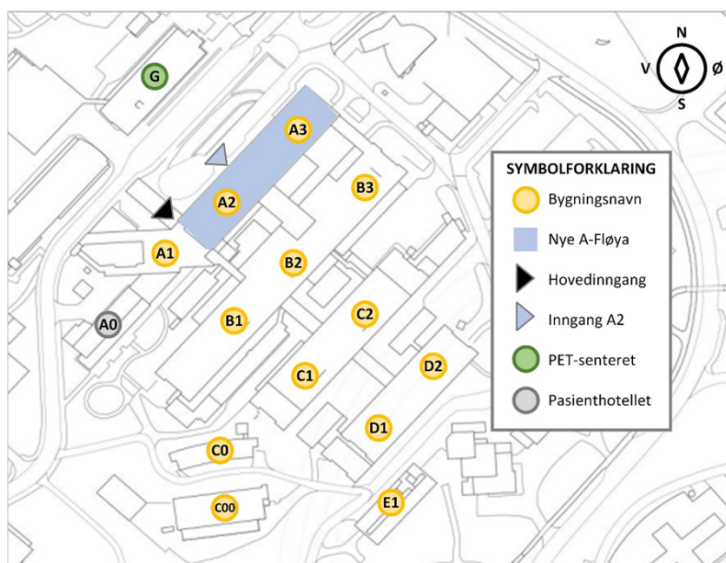 N
V
Ø
S
G
A3
A2
B3
A1
B2
A0
B1
C2
C1
D2
D1
C0
C00
E1
SYMBOLFORKLARING
Bygningsnavn
Nye A-Fløya
Hovedinngang
Inngang A2
PET-senteret
Pasienthotellet